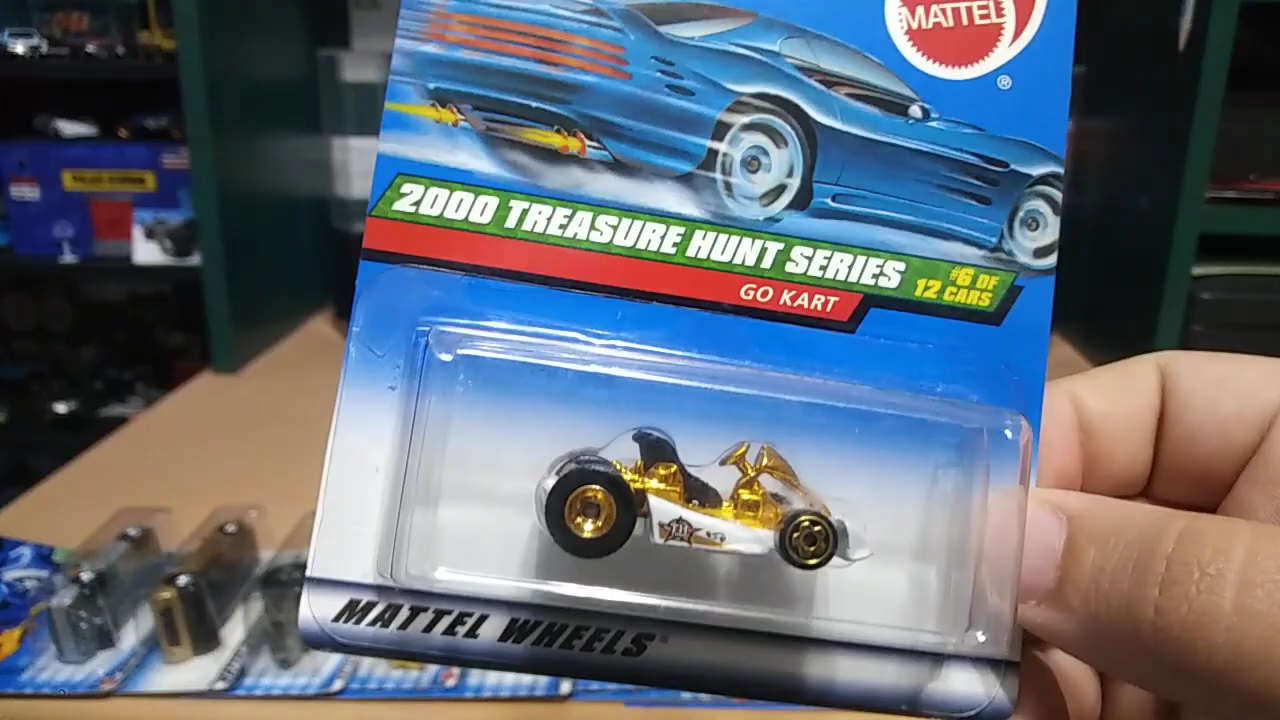 MATTEL
®
2000 TREASURE HUNT SERIES
#6 OF
12 CARS
GO KART
MATTEL WHEELS